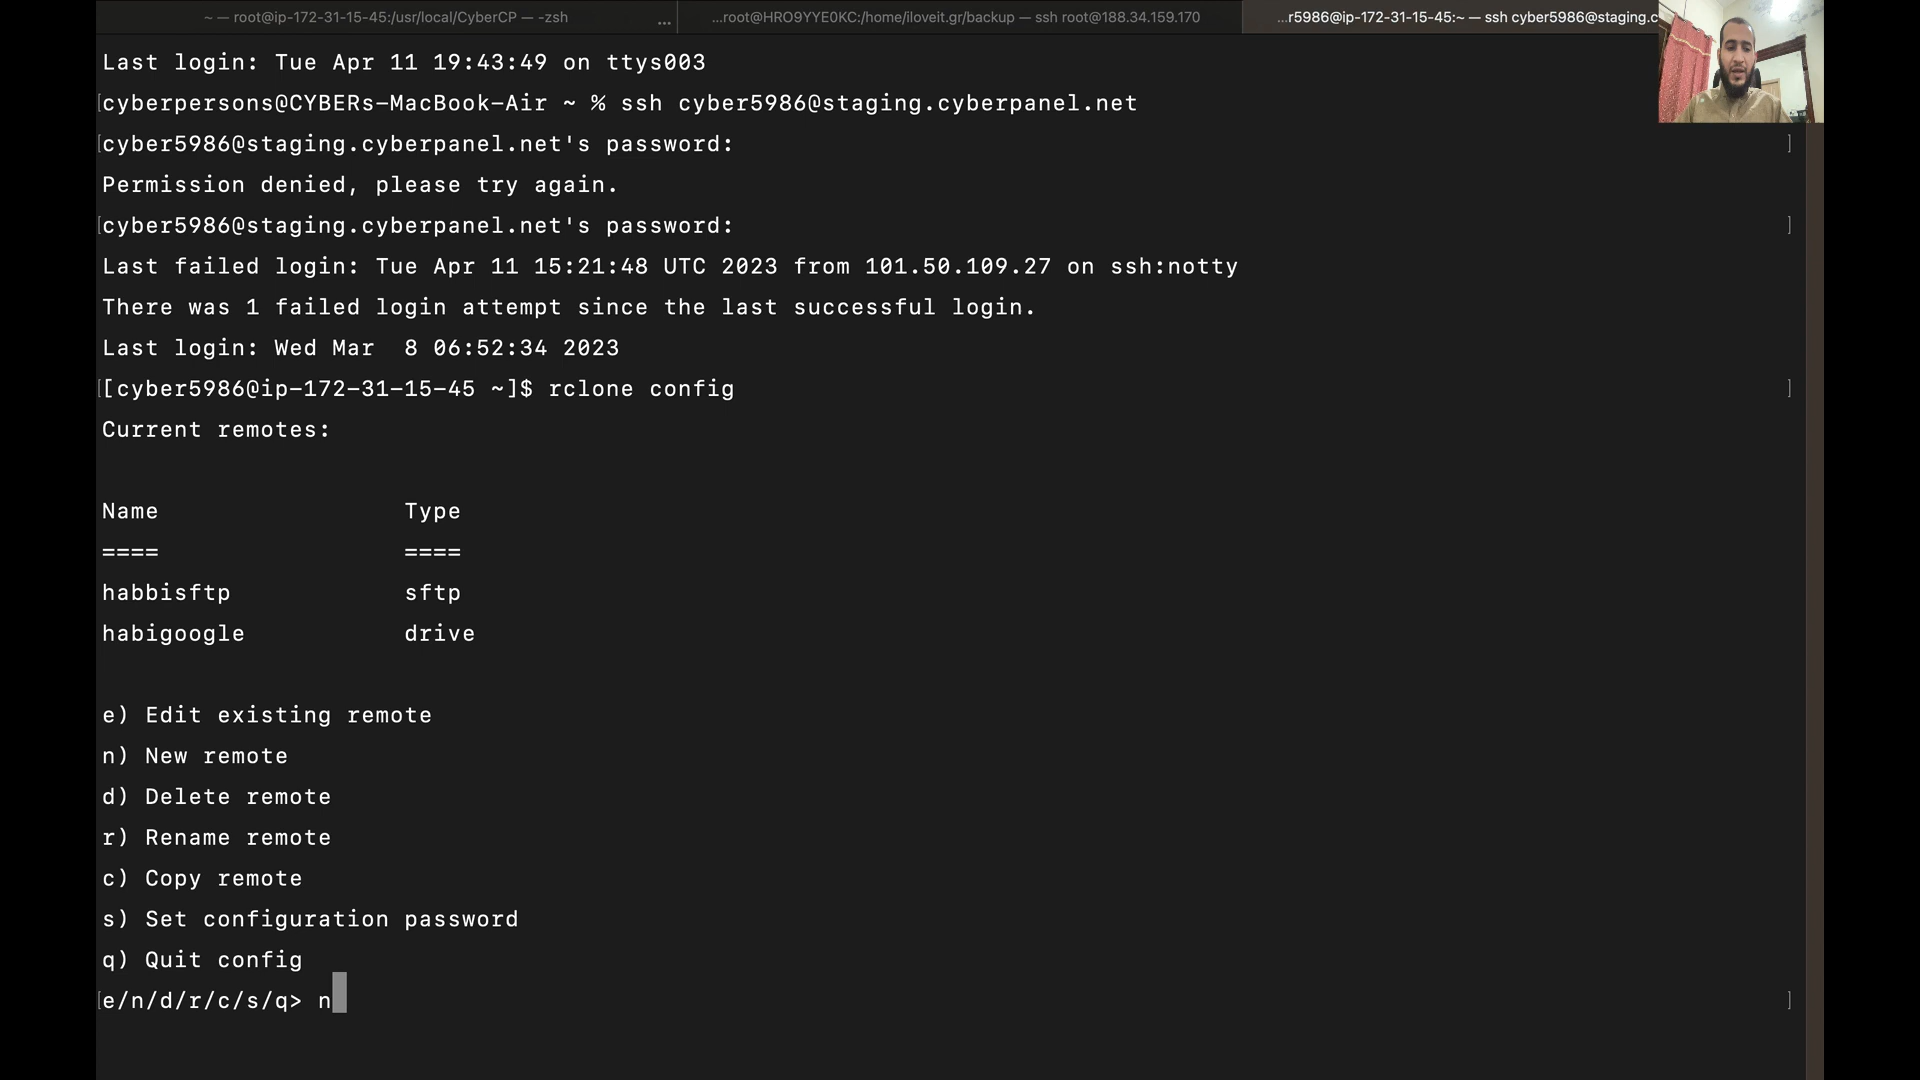 ~ — root@ip-172-31-15-45:/usr/local/CyberCP — -zsh ... ...root@HRO9YYE0KC:/home/iloveit.gr/backup — ssh root@188.34.159.170 ...r5986@ip-172-31-15-45:~ — ssh cyber5986@staging.c
Last login: Tue Apr 11 19:43:49 on ttys003
[cyberpersons@CYBERs-MacBook-Air ~ % ssh cyber5986@staging.cyberpanel.net
[cyber5986@staging.cyberpanel.net's password: ]
Permission denied, please try again.
[cyber5986@staging.cyberpanel.net's password: ]
Last failed login: Tue Apr 11 15:21:48 UTC 2023 from 101.50.109.27 on ssh:notty
There was 1 failed login attempt since the last successful login.
Last login: Wed Mar  8 06:52:34 2023
[[cyber5986@ip-172-31-15-45 ~]$ rclone config ]
Current remotes:
Name                 Type
====                 ====
habbisftp            sftp
habigoogle           drive
e) Edit existing remote
n) New remote
d) Delete remote
r) Rename remote
c) Copy remote
s) Set configuration password
q) Quit config
[e/n/d/r/c/s/q> n ]